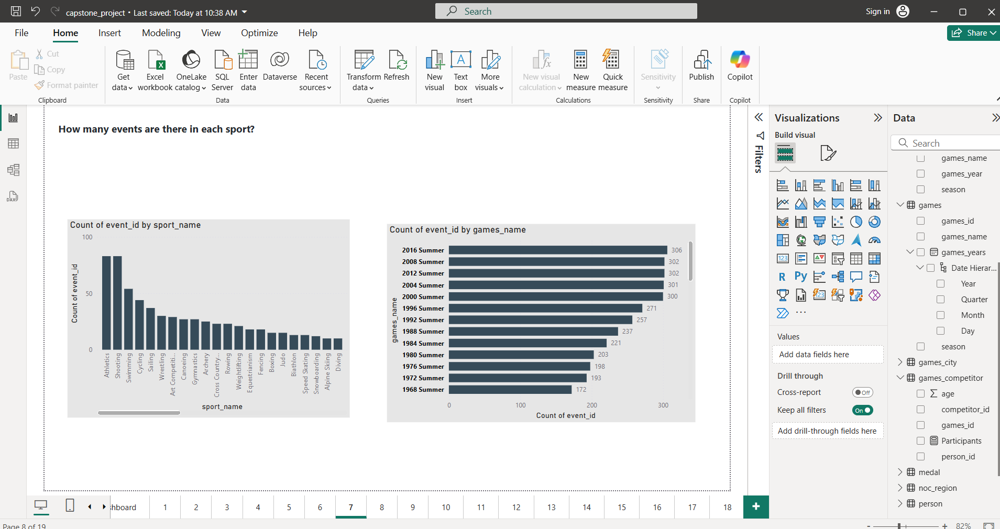 capstone_project • Last saved: Today at 10:38 AM
Search
Sign in
File Home Insert Modeling View Optimize Help
Share
Paste
Cut
Copy
Format painter
Clipboard
Get data
Excel workbook
OneLake catalog
SQL Server
Enter data
Dataverse
Recent sources
Data
Transform data
Refresh
Queries
New visual
Text box
More visuals
Insert
New visual calculation
New measure
Quick measure
Calculations
Sensitivity
Sensitivity
Publish
Share
Copilot
Copilot
How many events are there in each sport?
Count of event_id by sport_name
Count of event_id
100
50
0
Athletics
Shooting
Swimming
Cycling
Sailing
Wrestling
Art Competiti...
Canoeing
Gymnastics
Archery
Cross Country...
Rowing
Weightlifting
Equestrianism
Fencing
Boxing
Judo
Biathlon
Speed Skating
Snowboarding
Alpine Skiing
Diving
sport_name
Count of event_id by games_name
games_name
2016 Summer 306
2008 Summer 302
2012 Summer 302
2004 Summer 301
2000 Summer 300
1996 Summer 271
1992 Summer 257
1988 Summer 237
1984 Summer 221
1980 Summer 203
1976 Summer 198
1972 Summer 193
1968 Summer 172
0 100 200 300
Count of event_id
Filters
Visualizations
Build visual
123
R Py
123
...
Values
Add data fields here
Drill through
Cross-report Off
Keep all filters On
Add drill-through fields here
Data
Search
games_name
games_year
season
games
games_id
games_name
games_years
Date Hierar...
Year
Quarter
Month
Day
season
games_city
games_competitor
age
competitor_id
games_id
Participants
person_id
medal
noc_region
person
DAX
shboard 1 2 3 4 5 6 7 8 9 10 11 12 13 14 15 16 17 18 +
Page 8 of 19
- + 82%